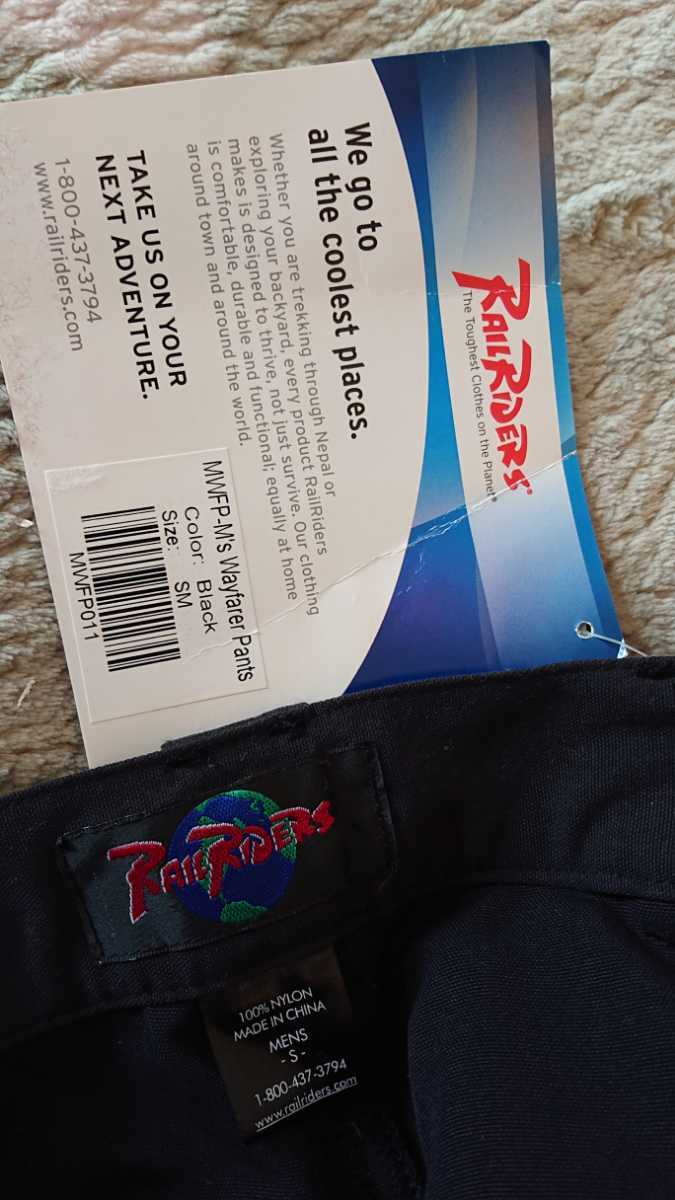 RAILRIDERS®
The Toughest Clothes on the Planet®
We go to
all the coolest places.
Whether you are trekking through Nepal or
exploring your backyard, every product RailRiders
makes is designed to thrive, not just survive. Our clothing
is comfortable, durable and functional; equally at home
around town and around the world.
TAKE US ON YOUR
NEXT ADVENTURE.
1-800-437-3794
www.railriders.com
MWFP-M's Wayfarer Pants
Color: Black
Size: SM
MWFP011
RAILRIDERS
100% NYLON
MADE IN CHINA
MENS
- S -
1-800-437-3794
www.railriders.com